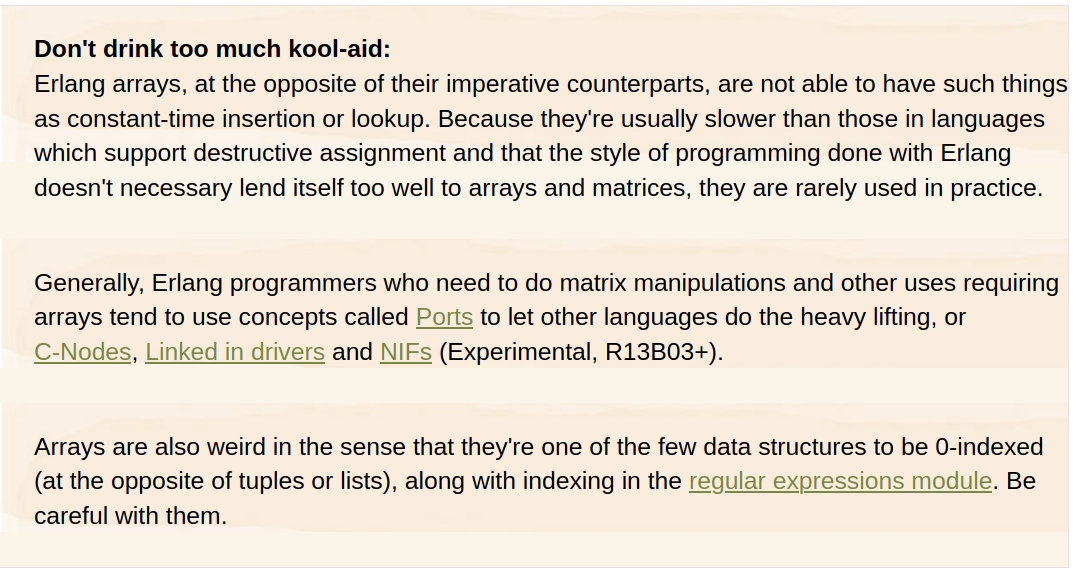 Don't drink too much kool-aid:
Erlang arrays, at the opposite of their imperative counterparts, are not able to have such things
as constant-time insertion or lookup. Because they're usually slower than those in languages
which support destructive assignment and that the style of programming done with Erlang
doesn't necessary lend itself too well to arrays and matrices, they are rarely used in practice.
Generally, Erlang programmers who need to do matrix manipulations and other uses requiring
arrays tend to use concepts called Ports to let other languages do the heavy lifting, or
C-Nodes, Linked in drivers and NIFs (Experimental, R13B03+).
Arrays are also weird in the sense that they're one of the few data structures to be 0-indexed
(at the opposite of tuples or lists), along with indexing in the regular expressions module. Be
careful with them.